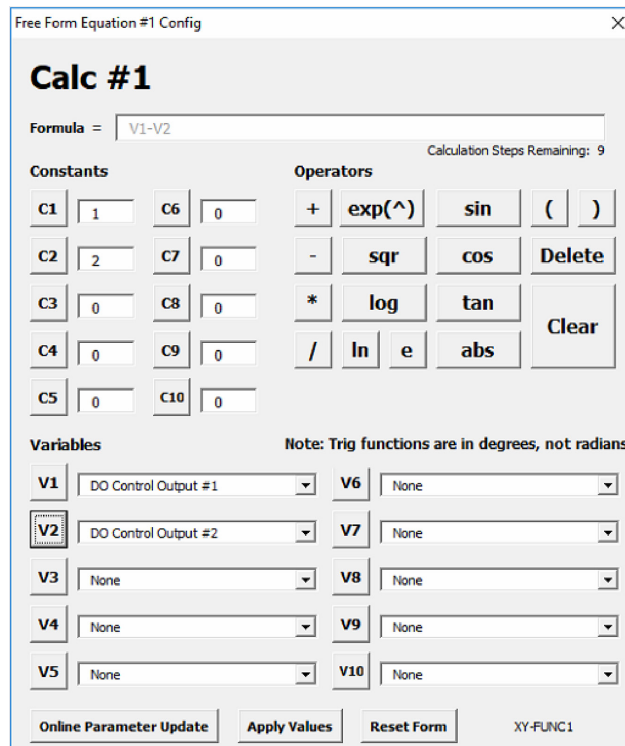 Free Form Equation #1 Config
Calc #1
Formula = V1-V2
Calculation Steps Remaining: 9
Constants Operators
C1 1 C6 0 + exp(^) sin ( )
C2 2 C7 0 - sqr cos Delete
C3 0 C8 0 * log tan Clear
C4 0 C9 0 / ln e abs
C5 0 C10 0
Variables Note: Trig functions are in degrees, not radians
V1 DO Control Output #1 V6 None
V2 DO Control Output #2 V7 None
V3 None V8 None
V4 None V9 None
V5 None V10 None
Online Parameter Update Apply Values Reset Form XY-FUNC1